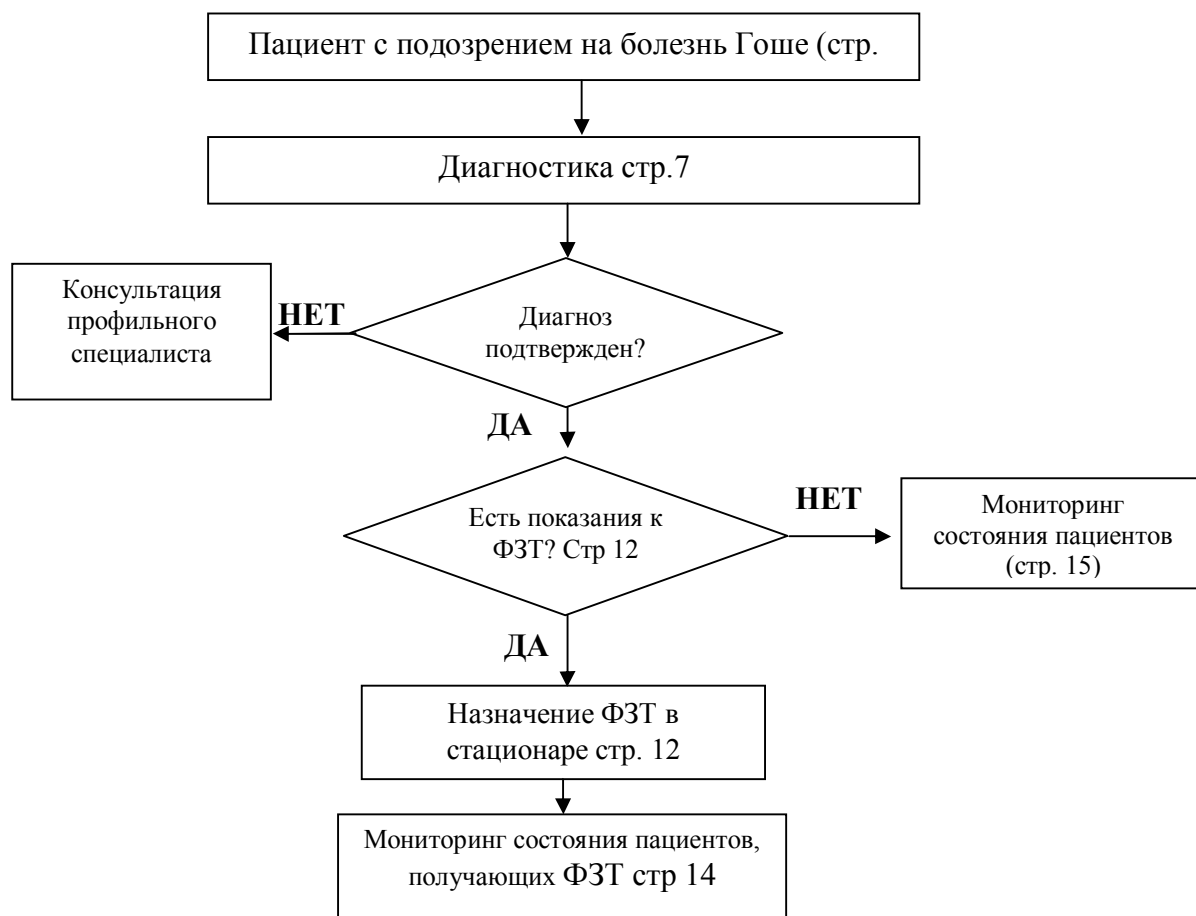 Пациент с подозрением на болезнь Гоше (стр.
Диагностика стр.7
Консультация
профильного
специалиста
НЕТ
Диагноз
подтвержден?
ДА
Есть показания к
ФЗТ? Стр 12
НЕТ
Мониторинг
состояния пациентов
(стр. 15)
ДА
Назначение ФЗТ в
стационаре стр. 12
Мониторинг состояния пациентов,
получающих ФЗТ стр 14